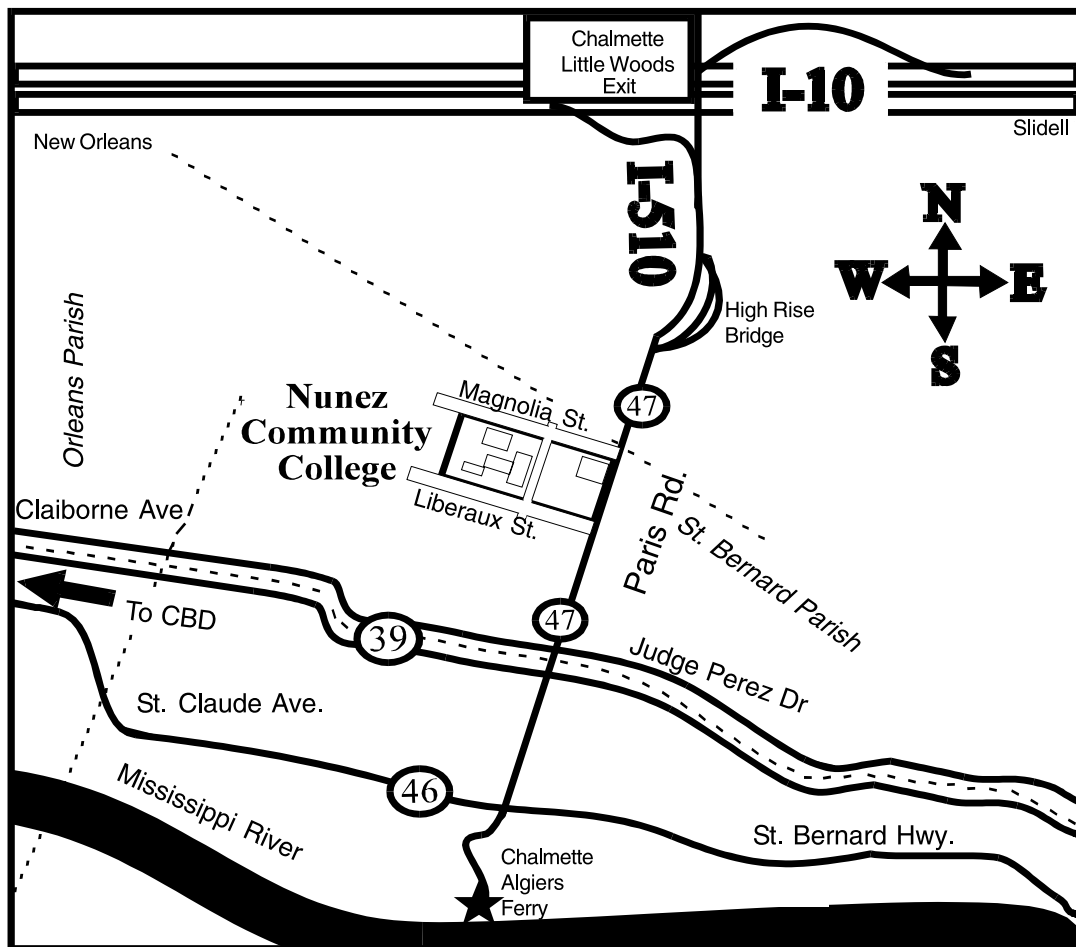 Chalmette
Little Woods
Exit
I-10
Slidell
New Orleans
I-510
N
W E
S
High Rise
Bridge
Orleans Parish
47
Nunez
Community
College
Magnolia St.
Liberaux St.
Paris Rd.
St. Bernard Parish
Claiborne Ave
To CBD
47
39
Judge Perez Dr
St. Claude Ave.
46
Mississippi River
St. Bernard Hwy.
Chalmette
Algiers
Ferry